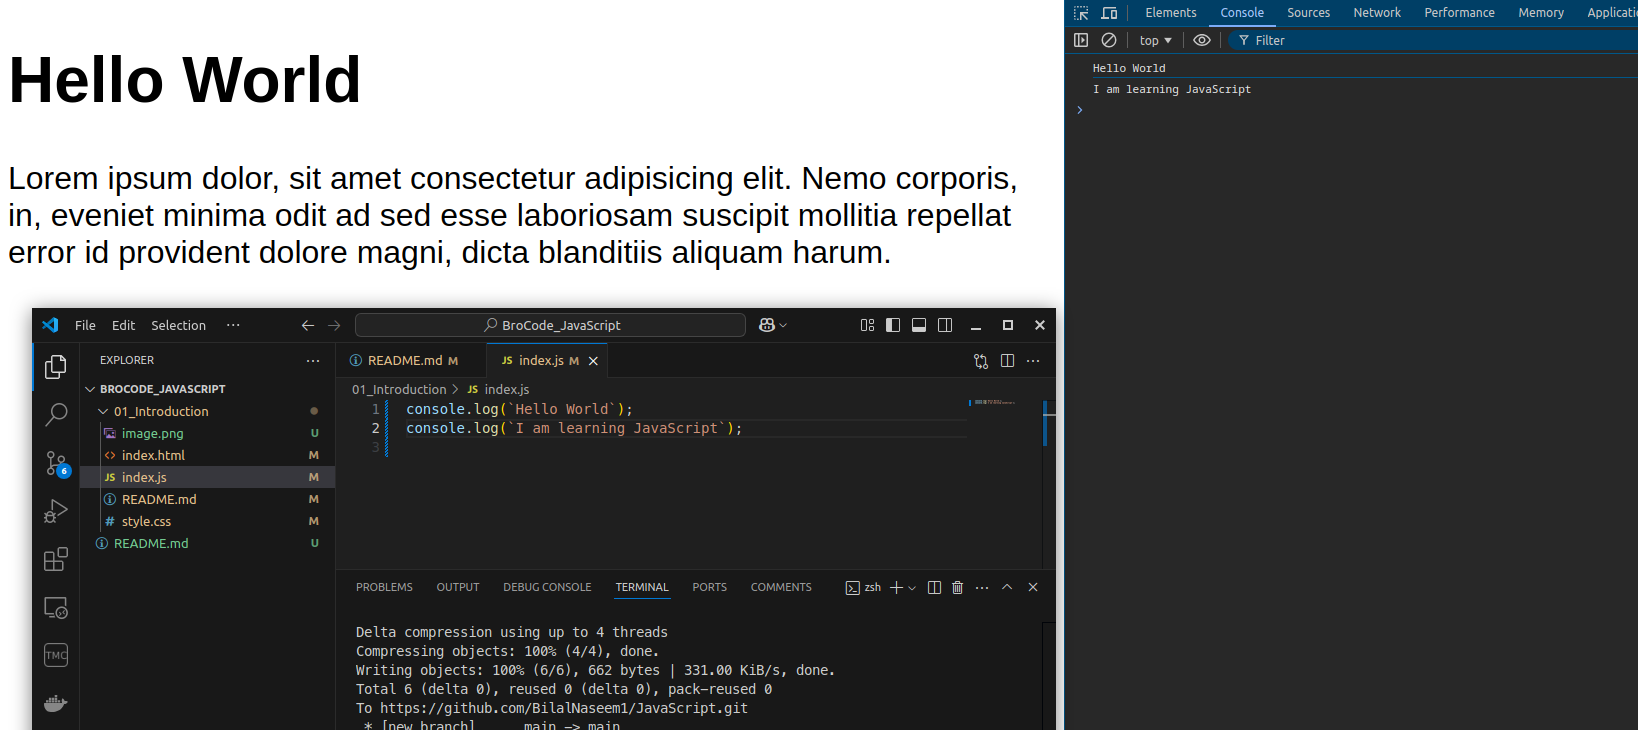 Hello World
Lorem ipsum dolor, sit amet consectetur adipisicing elit. Nemo corporis,
in, eveniet minima odit ad sed esse laboriosam suscipit mollitia repellat
error id provident dolore magni, dicta blanditiis aliquam harum.
Elements Console Sources Network Performance Memory Applicati
top Filter
Hello World
I am learning JavaScript
File Edit Selection ··· BroCode_JavaScript
EXPLORER ···
BROCODE_JAVASCRIPT
01_Introduction
image.png U
index.html M
JS index.js M
README.md M
# style.css M
README.md U
6
TMC
README.md M JS index.js M
01_Introduction > JS index.js
1 console.log(`Hello World`);
2 console.log(`I am learning JavaScript`);
3
PROBLEMS OUTPUT DEBUG CONSOLE TERMINAL PORTS COMMENTS zsh
Delta compression using up to 4 threads
Compressing objects: 100% (4/4), done.
Writing objects: 100% (6/6), 662 bytes | 331.00 KiB/s, done.
Total 6 (delta 0), reused 0 (delta 0), pack-reused 0
To https://github.com/BilalNaseem1/JavaScript.git
* [new branch] main -> main